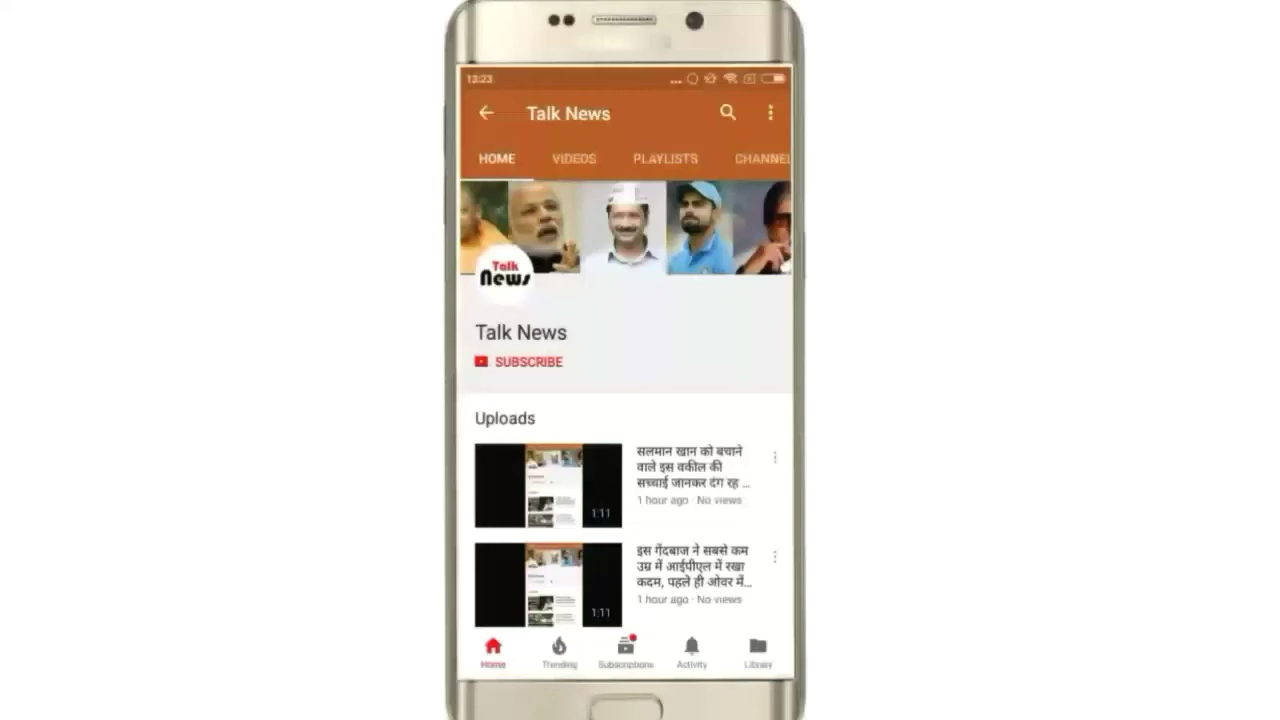 13:23
Talk News
HOME VIDEOS PLAYLISTS CHANNEL
Talk
News
Talk News
SUBSCRIBE
Uploads
सलमान खान को बचाने
वाले इस वकील की
सच्चाई जानकर दंग रह ...
1 hour ago · No views
1:11
इस गेंदबाज ने सबसे कम
उम्र में आईपीएल में रखा
कदम, पहले ही ओवर में...
1 hour ago · No views
1:11
Home Trending Subscriptions Activity Library